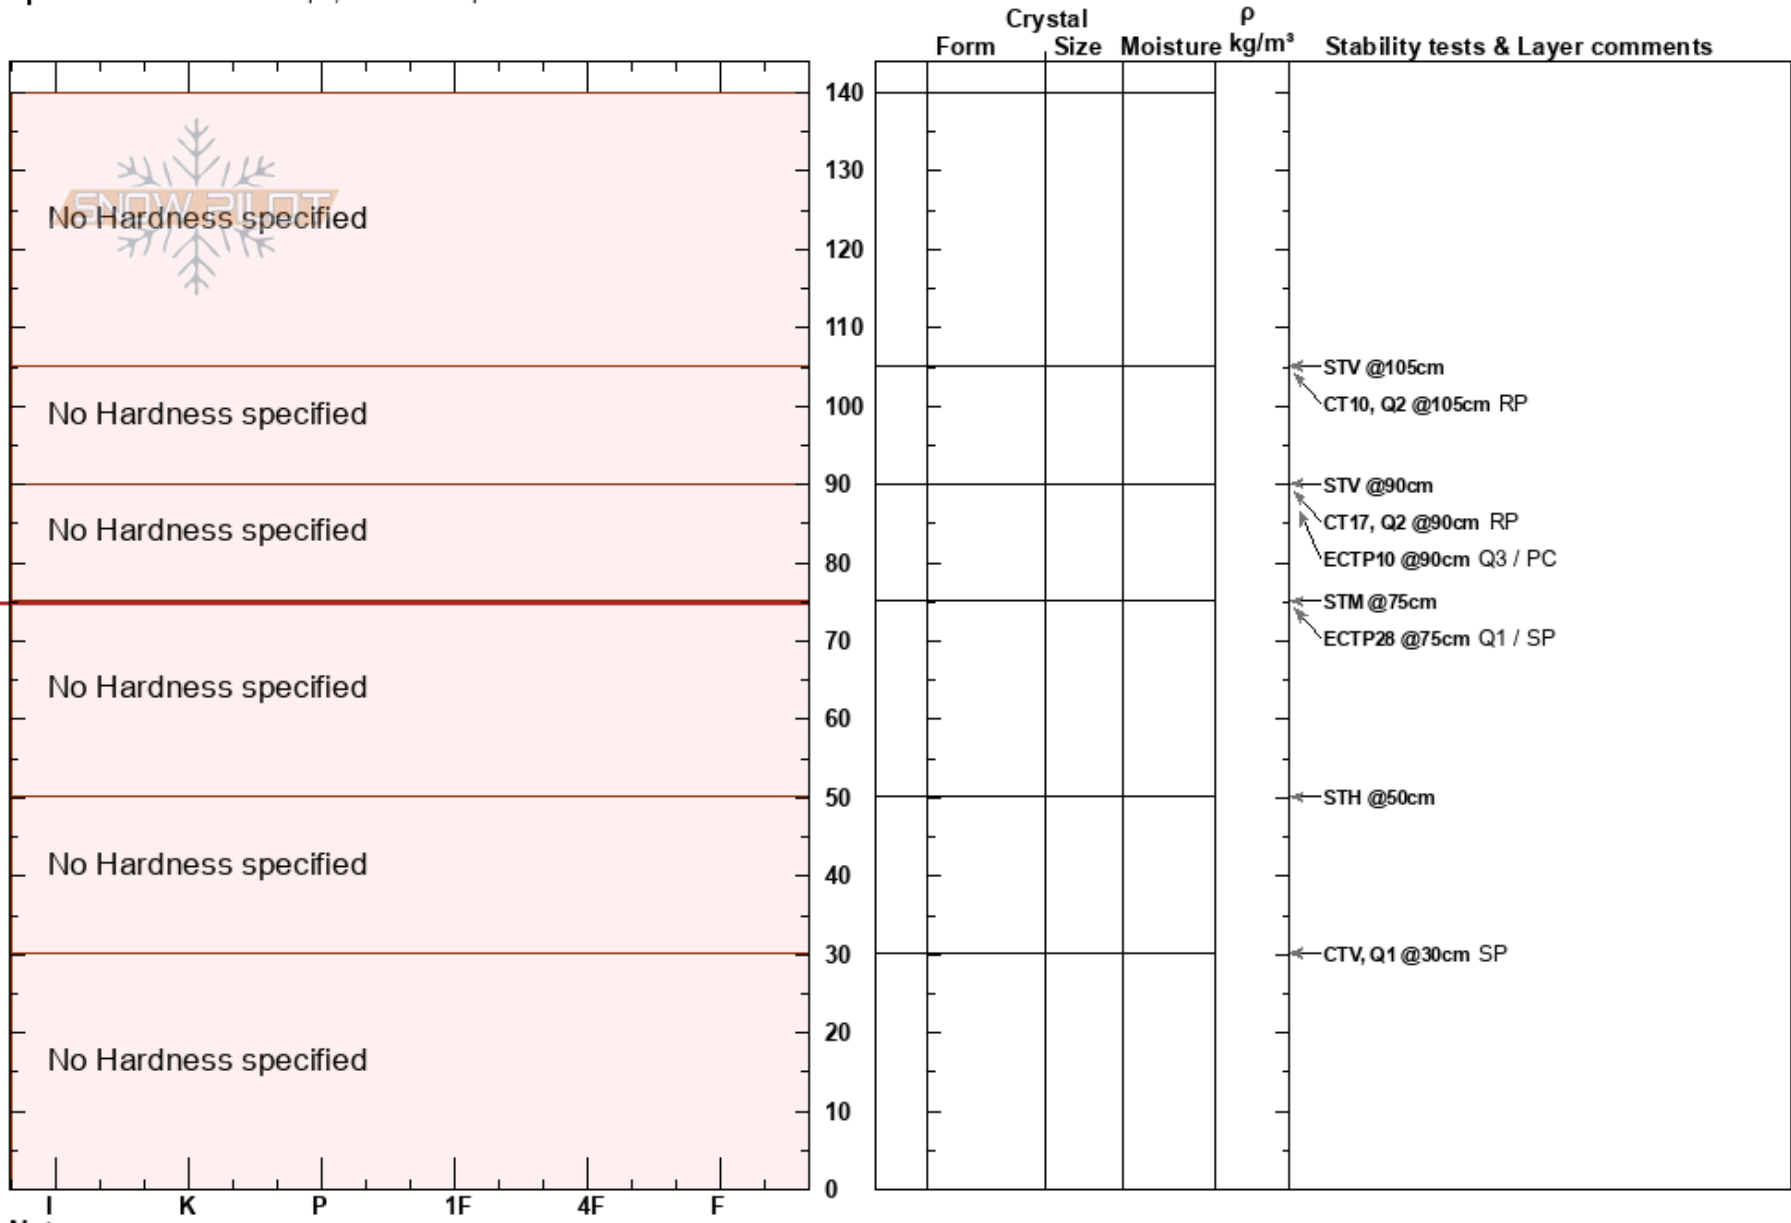 Crystal
ρ
Form Size Moisture kg/m³ Stability tests & Layer comments
140
130
SNOW PILOT
No Hardness specified
120
110
STV @105cm
No Hardness specified
100
CT10, Q2 @105cm RP
90
STV @90cm
No Hardness specified
CT17, Q2 @90cm RP
80
ECTP10 @90cm Q3 / PC
STM @75cm
70
ECTP28 @75cm Q1 / SP
No Hardness specified
60
50
STH @50cm
No Hardness specified
40
30
CTV, Q1 @30cm SP
20
No Hardness specified
10
0
I K P 1F 4F F